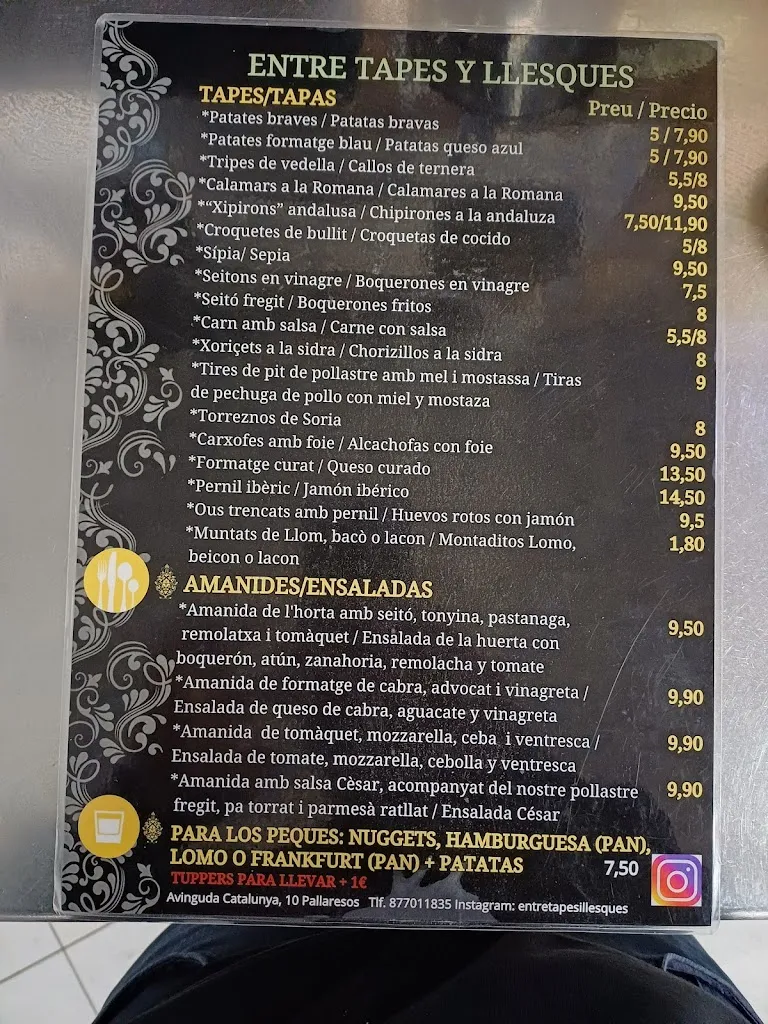 ENTRE TAPES Y LLESQUES
TAPES/TAPAS Preu / Precio
*Patates braves / Patatas bravas 5 / 7,90
*Patates formatge blau / Patatas queso azul 5 / 7,90
*Tripes de vedella / Callos de ternera 5,5/8
*Calamars a la Romana / Calamares a la Romana 9,50
*“Xipirons” andalusa / Chipirones a la andaluza 7,50/11,90
*Croquetes de bullit / Croquetas de cocido 5/8
*Sípia/ Sepia 9,50
*Seitons en vinagre / Boquerones en vinagre 7,5
*Seitó fregit / Boquerones fritos 8
*Carn amb salsa / Carne con salsa 5,5/8
*Xoriçets a la sidra / Chorizillos a la sidra 8
*Tires de pit de pollastre amb mel i mostassa / Tiras 9
de pechuga de pollo con miel y mostaza
*Torreznos de Soria 8
*Carxofes amb foie / Alcachofas con foie 9,50
*Formatge curat / Queso curado 13,50
*Pernil ibèric / Jamón ibérico 14,50
*Ous trencats amb pernil / Huevos rotos con jamón 9,5
*Muntats de Llom, bacò o lacon / Montaditos Lomo, 1,80
beicon o lacon
AMANIDES/ENSALADAS
*Amanida de l'horta amb seitó, tonyina, pastanaga, 9,50
remolatxa i tomàquet / Ensalada de la huerta con
boquerón, atún, zanahoria, remolacha y tomate
*Amanida de formatge de cabra, advocat i vinagreta / 9,90
Ensalada de queso de cabra, aguacate y vinagreta
*Amanida de tomàquet, mozzarella, ceba i ventresca / 9,90
Ensalada de tomate, mozzarella, cebolla y ventresca
*Amanida amb salsa Cèsar, acompanyat del nostre pollastre 9,90
fregit, pa torrat i parmesà ratllat / Ensalada César
PARA LOS PEQUES: NUGGETS, HAMBURGUESA (PAN),
LOMO O FRANKFURT (PAN) + PATATAS 7,50
TUPPERS PARA LLEVAR + 1€
Avinguda Catalunya, 10 Pallaresos Tlf. 877011835 Instagram: entretapesillesques